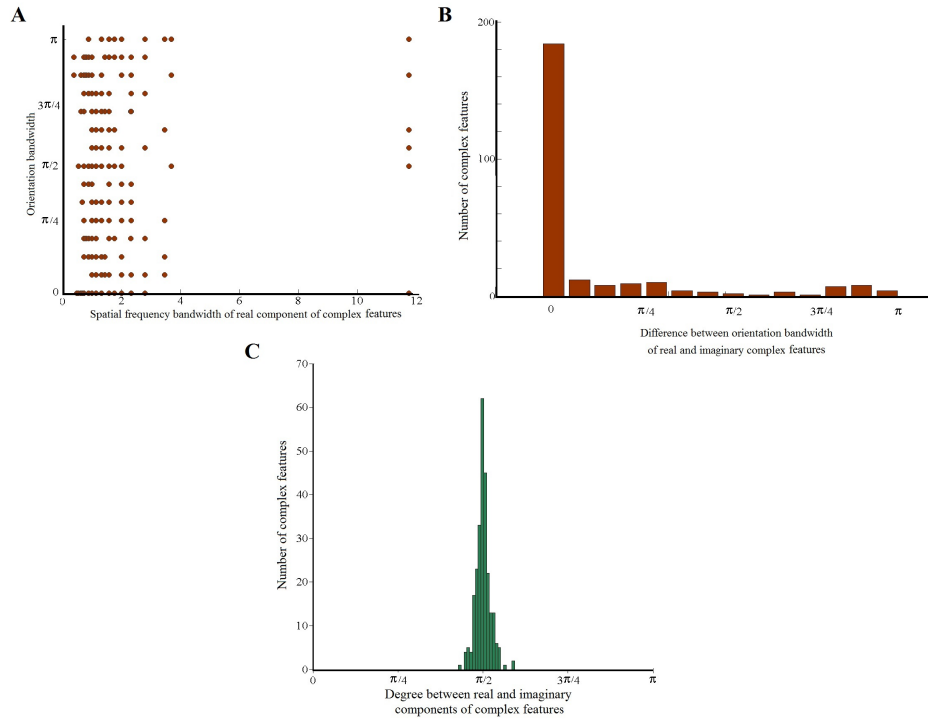 A
π
3π/4
π/2
π/4
0
Orientation bandwidth
0 2 4 6 8 10 12
Spatial frequency bandwidth of real component of complex features
B
200
100
0
Number of complex features
0 π/4 π/2 3π/4 π
Difference between orientation bandwidth
of real and imaginary complex features
C
70
60
50
40
30
20
10
0
Number of complex features
0 π/4 π/2 3π/4 π
Degree between real and imaginary
components of complex features